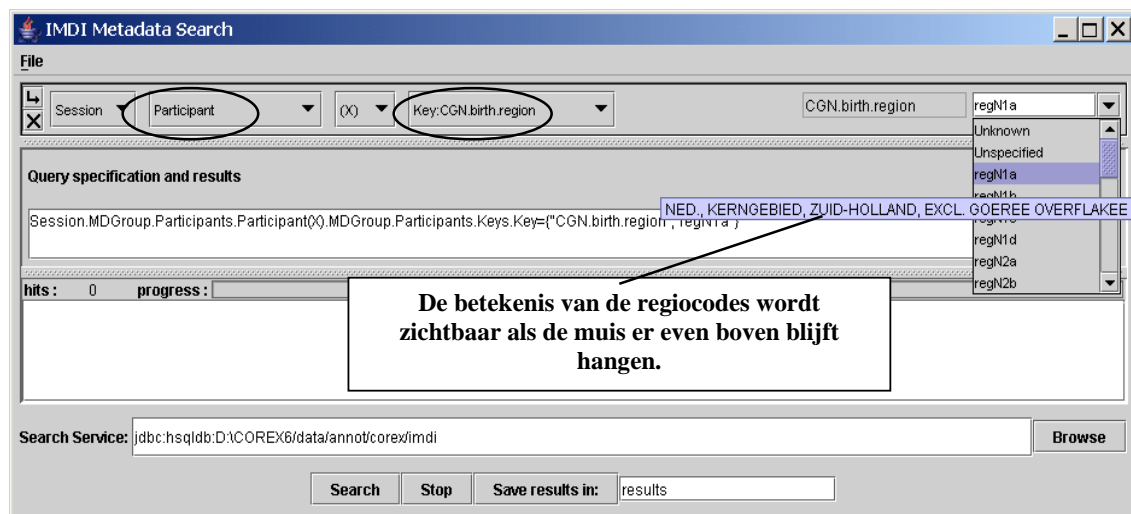 IMDI Metadata Search
File
Session Participant (X) Key:CGN.birth.region CGN.birth.region regN1a
Unknown
Unspecified
regN1a
Query specification and results
NED., KERNGEBIED, ZUID-HOLLAND, EXCL. GOEREE OVERFLAKEE
Session.MDGroup.Participants.Participant(X).MDGroup.Participants.Keys.Key=("CGN.birth.region", "regN1a")
regN1d
regN2a
regN2b
hits : 0 progress :
De betekenis van de regiocodes wordt
zichtbaar als de muis er even boven blijft
hangen.
Search Service: jdbc:hsqldb:D:\COREX6/data/annot/corex/imdi Browse
Search Stop Save results in: results